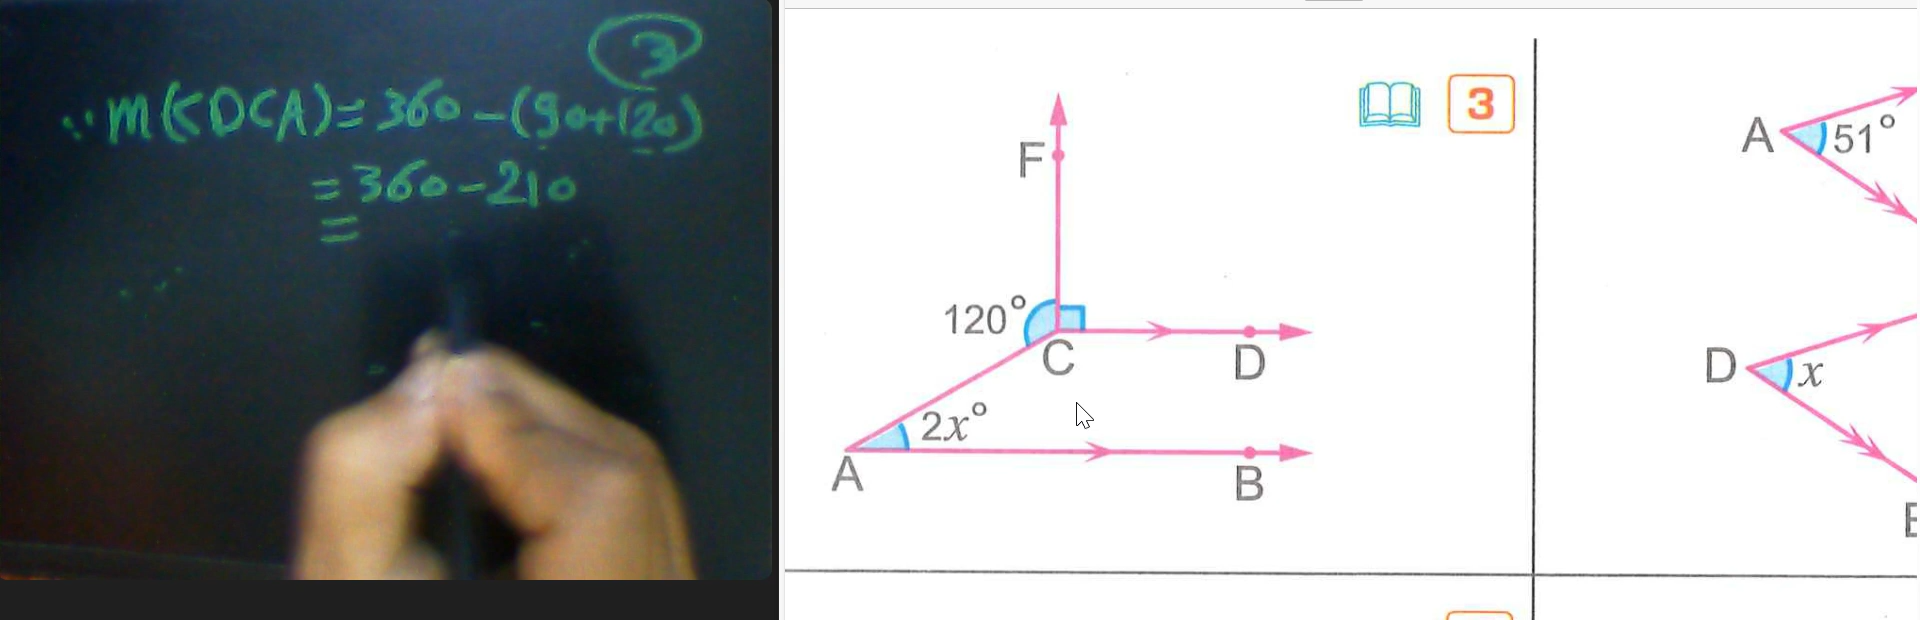 3
∵ m(<DCA)= 360 -(90+120)
= 360-210
=
3
F
120°
C
D
2x°
A
B
A 51°
D x
E